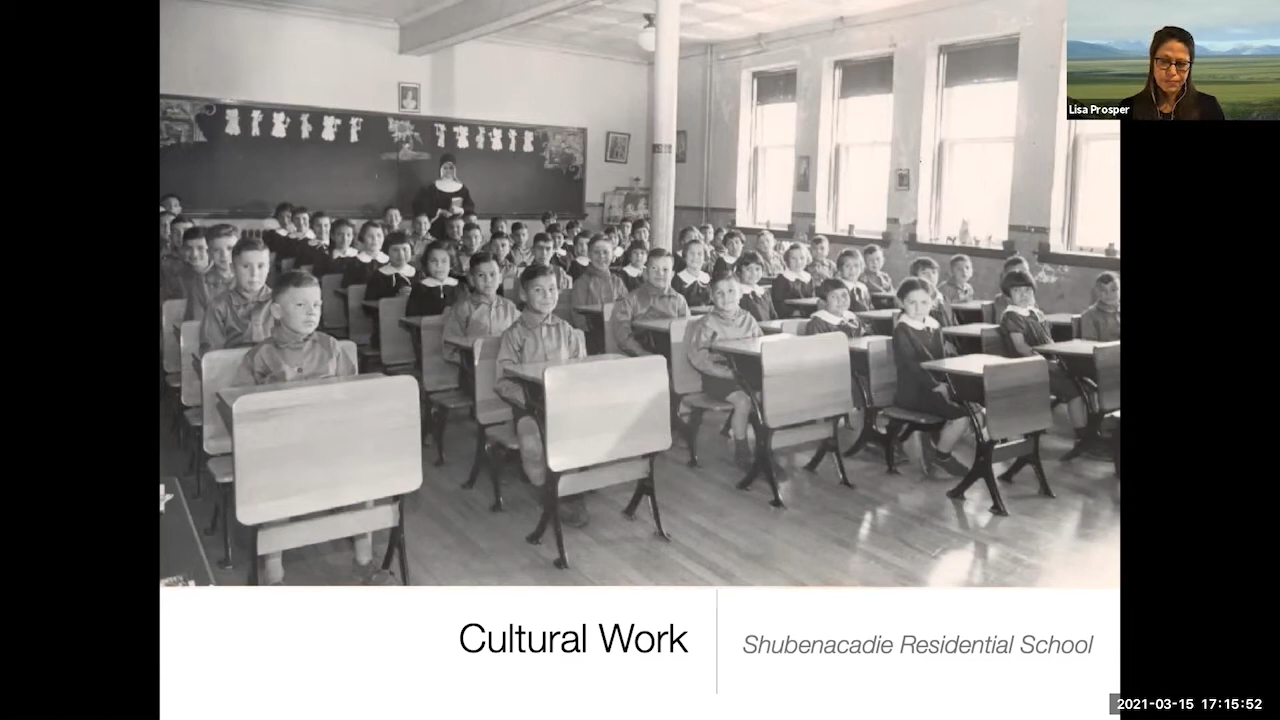 Lisa Prosper
Cultural Work
Shubenacadie Residential School
2021-03-15 17:15:52